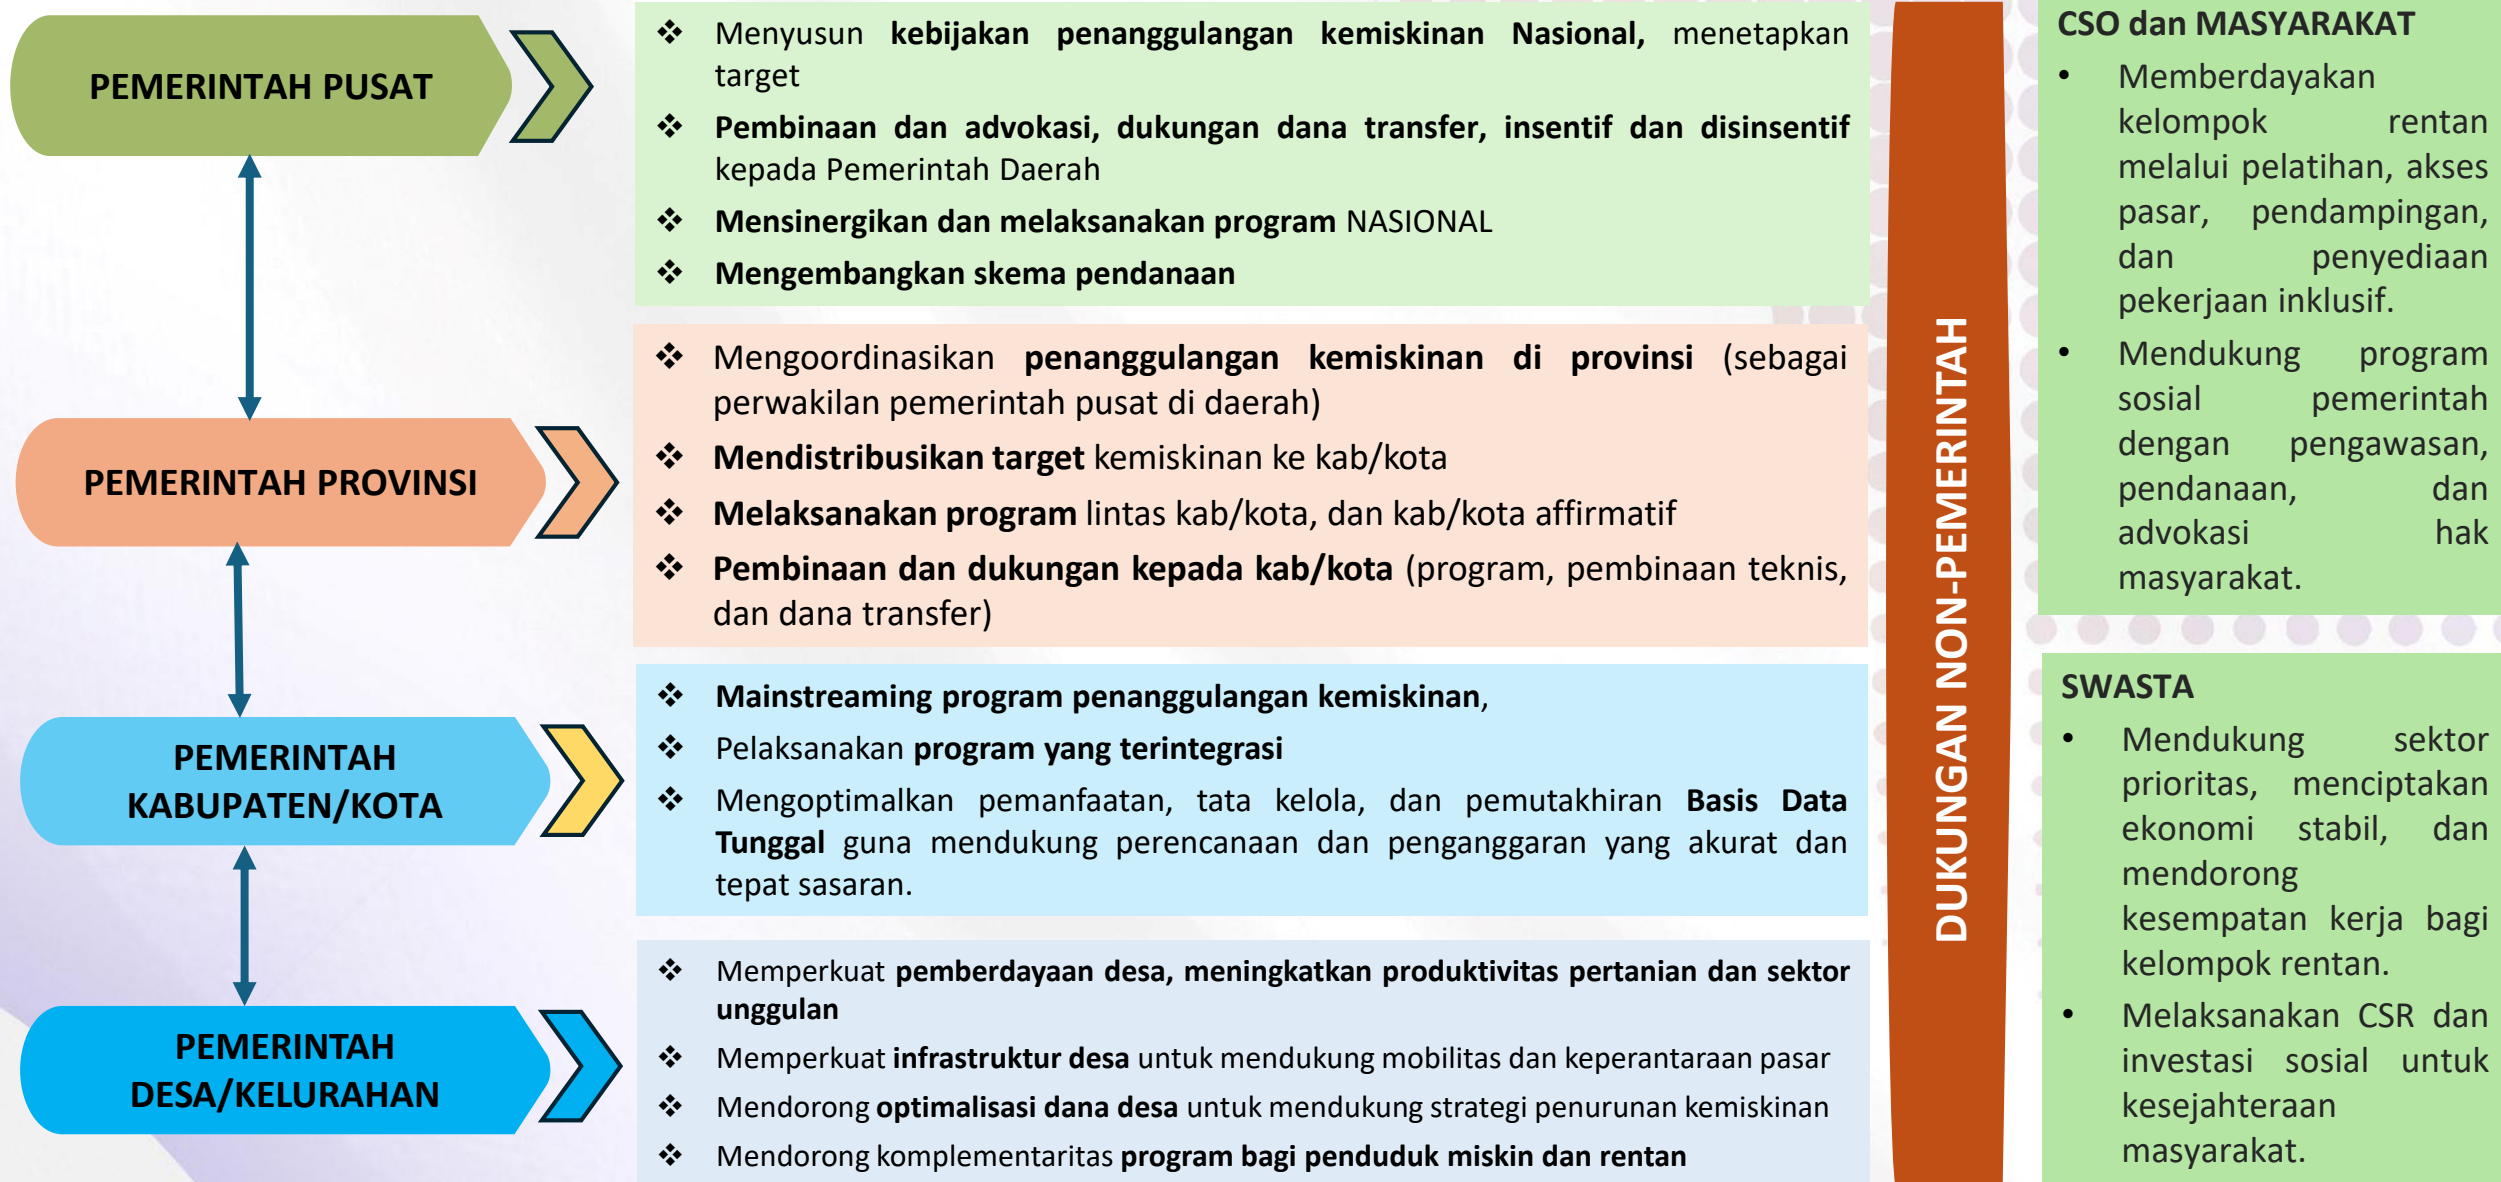 PEMERINTAH PUSAT
❖ Menyusun kebijakan penanggulangan kemiskinan Nasional, menetapkan
target
❖ Pembinaan dan advokasi, dukungan dana transfer, insentif dan disinsentif
kepada Pemerintah Daerah
❖ Mensinergikan dan melaksanakan program NASIONAL
❖ Mengembangkan skema pendanaan
PEMERINTAH PROVINSI
❖ Mengoordinasikan penanggulangan kemiskinan di provinsi (sebagai
perwakilan pemerintah pusat di daerah)
❖ Mendistribusikan target kemiskinan ke kab/kota
❖ Melaksanakan program lintas kab/kota, dan kab/kota affirmatif
❖ Pembinaan dan dukungan kepada kab/kota (program, pembinaan teknis,
dan dana transfer)
PEMERINTAH
KABUPATEN/KOTA
❖ Mainstreaming program penanggulangan kemiskinan,
❖ Pelaksanakan program yang terintegrasi
❖ Mengoptimalkan pemanfaatan, tata kelola, dan pemutakhiran Basis Data
Tunggal guna mendukung perencanaan dan penganggaran yang akurat dan
tepat sasaran.
PEMERINTAH
DESA/KELURAHAN
❖ Memperkuat pemberdayaan desa, meningkatkan produktivitas pertanian dan sektor
unggulan
❖ Memperkuat infrastruktur desa untuk mendukung mobilitas dan keperantaraan pasar
❖ Mendorong optimalisasi dana desa untuk mendukung strategi penurunan kemiskinan
❖ Mendorong komplementaritas program bagi penduduk miskin dan rentan
DUKUNGAN NON-PEMERINTAH
CSO dan MASYARAKAT
• Memberdayakan
kelompok rentan
melalui pelatihan, akses
pasar, pendampingan,
dan penyediaan
pekerjaan inklusif.
• Mendukung program
sosial pemerintah
dengan pengawasan,
pendanaan, dan
advokasi hak
masyarakat.
SWASTA
• Mendukung sektor
prioritas, menciptakan
ekonomi stabil, dan
mendorong
kesempatan kerja bagi
kelompok rentan.
• Melaksanakan CSR dan
investasi sosial untuk
kesejahteraan
masyarakat.